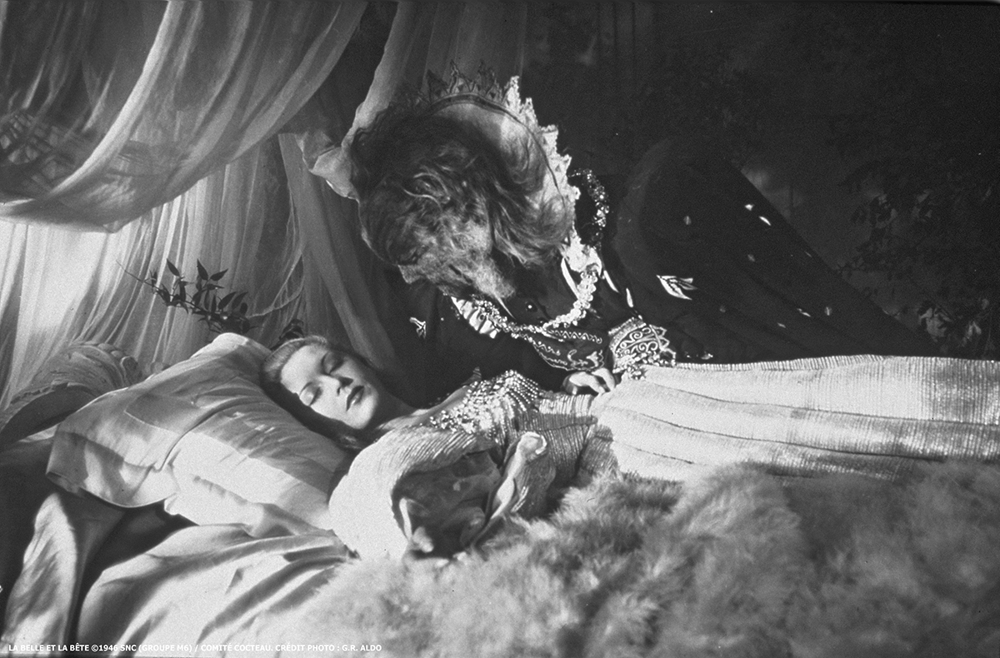 LA BELLE ET LA BÊTE ©1946 SNC (GROUPE M6) / COMITÉ COCTEAU. CRÉDIT PHOTO : G.R. ALDO